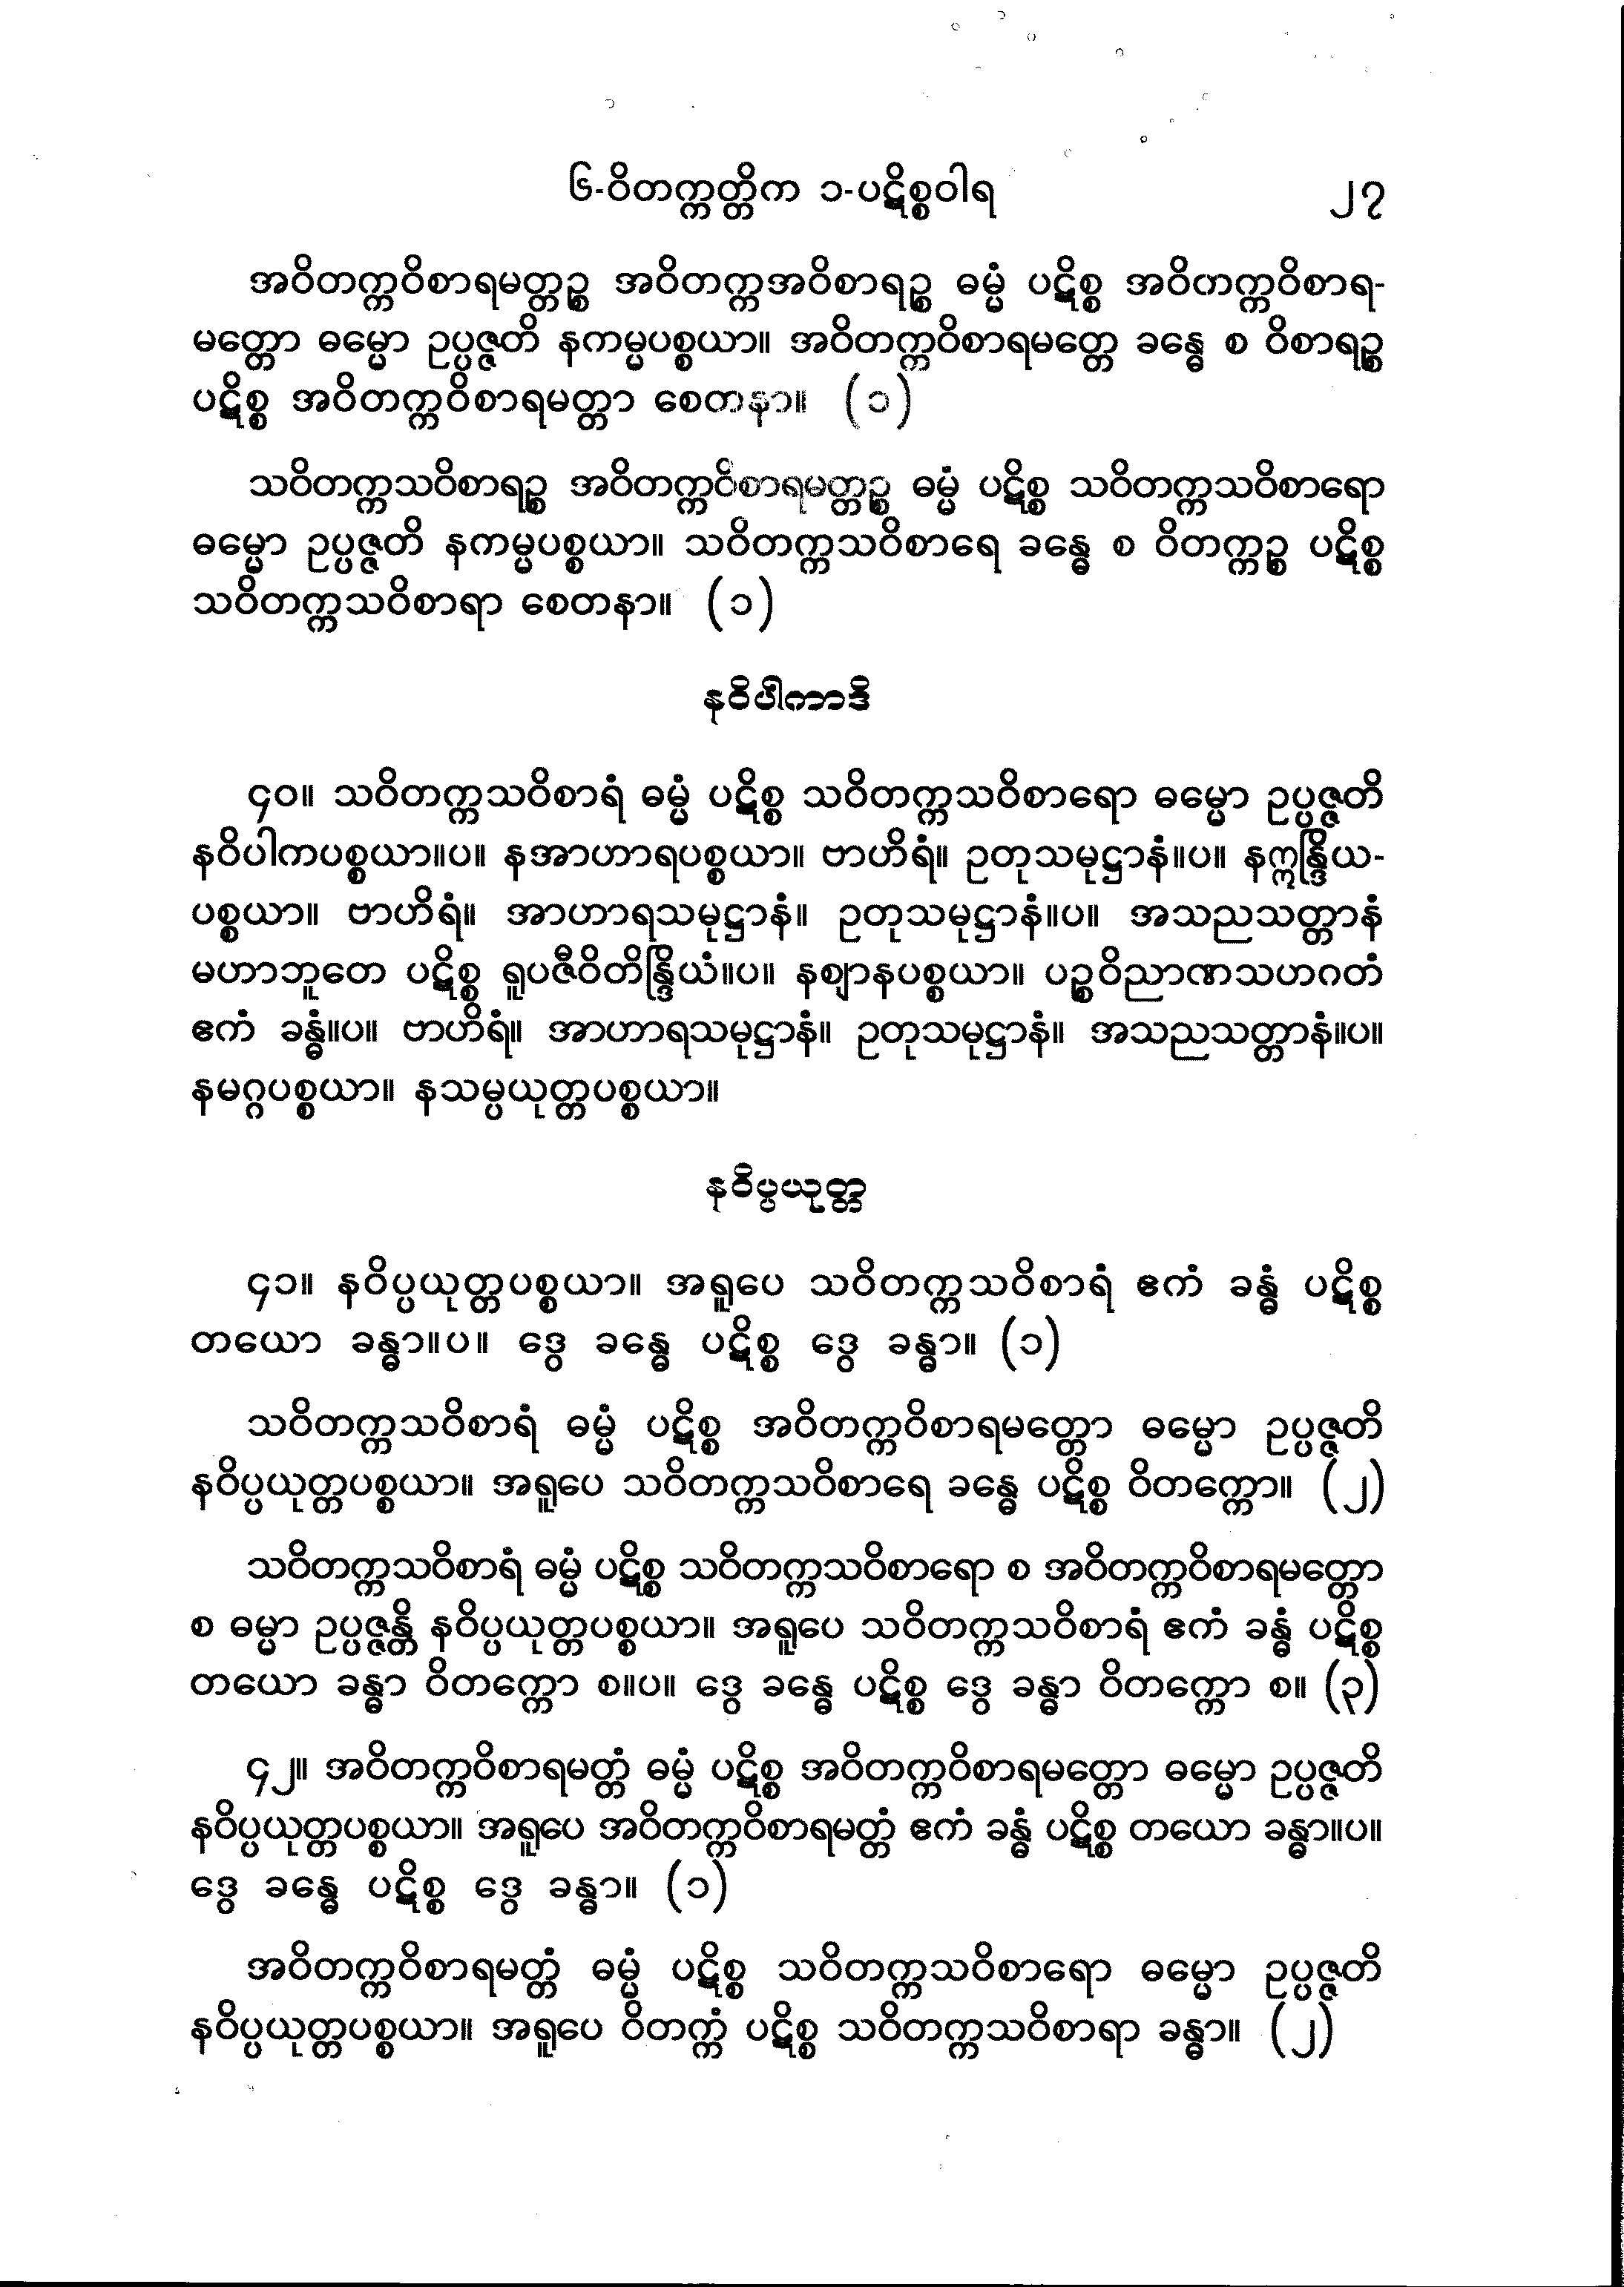 ၆-ဝိတက္ကတ္တိက ၁-ပဋိစ္စဝါရ ၂၇
အဝိတက္ကဝိစာရမတ္တဉ္စ အဝိတက္ကအဝိစာရဉ္စ ဓမ္မံ ပဋိစ္စ အဝိတက္ကဝိစာရ-
မတ္တော ဓမ္မော ဥပ္ပဇ္ဇတိ နကမ္မပစ္စယာ။ အဝိတက္ကဝိစာရမတ္တေ ခန္ဓေ စ ဝိစာရဉ္စ
ပဋိစ္စ အဝိတက္ကဝိစာရမတ္တာ စေတနာ။ (၁)
သဝိတက္ကသဝိစာရဉ္စ အဝိတက္ကဝိစာရမတ္တဉ္စ ဓမ္မံ ပဋိစ္စ သဝိတက္ကသဝိစာရော
ဓမ္မော ဥပ္ပဇ္ဇတိ နကမ္မပစ္စယာ။ သဝိတက္ကသဝိစာရေ ခန္ဓေ စ ဝိတက္ကဉ္စ ပဋိစ္စ
သဝိတက္ကသဝိစာရာ စေတနာ။ (၁)
နဝိပါကာဒိ
၄၀။ သဝိတက္ကသဝိစာရံ ဓမ္မံ ပဋိစ္စ သဝိတက္ကသဝိစာရော ဓမ္မော ဥပ္ပဇ္ဇတိ
နဝိပါကပစ္စယာ။ပ။ နအာဟာရပစ္စယာ။ ဗာဟိရံ။ ဥတုသမုဋ္ဌာနံ။ပ။ နဣန္ဒြိယ-
ပစ္စယာ။ ဗာဟိရံ။ အာဟာရသမုဋ္ဌာနံ။ ဥတုသမုဋ္ဌာနံ။ပ။ အသညသတ္တာနံ
မဟာဘူတေ ပဋိစ္စ ရူပဇီဝိတိန္ဒြိယံ။ပ။ နဈာနပစ္စယာ။ ပဉ္စဝိညာဏသဟဂတံ
ဧကံ ခန္ဓံ။ပ။ ဗာဟိရံ။ အာဟာရသမုဋ္ဌာနံ။ ဥတုသမုဋ္ဌာနံ။ အသညသတ္တာနံ။ပ။
နမဂ္ဂပစ္စယာ။ နသမ္ပယုတ္တပစ္စယာ။
နဝိပ္ပယုတ္တ
၄၁။ နဝိပ္ပယုတ္တပစ္စယာ။ အရူပေ သဝိတက္ကသဝိစာရံ ဧကံ ခန္ဓံ ပဋိစ္စ
တယော ခန္ဓာ။ပ။ ဒွေ ခန္ဓေ ပဋိစ္စ ဒွေ ခန္ဓာ။ (၁)
သဝိတက္ကသဝိစာရံ ဓမ္မံ ပဋိစ္စ အဝိတက္ကဝိစာရမတ္တော ဓမ္မော ဥပ္ပဇ္ဇတိ
နဝိပ္ပယုတ္တပစ္စယာ။ အရူပေ သဝိတက္ကသဝိစာရေ ခန္ဓေ ပဋိစ္စ ဝိတက္ကော။ (၂)
သဝိတက္ကသဝိစာရံ ဓမ္မံ ပဋိစ္စ သဝိတက္ကသဝိစာရော စ အဝိတက္ကဝိစာရမတ္တော
စ ဓမ္မာ ဥပ္ပဇ္ဇန္တိ နဝိပ္ပယုတ္တပစ္စယာ။ အရူပေ သဝိတက္ကသဝိစာရံ ဧကံ ခန္ဓံ ပဋိစ္စ
တယော ခန္ဓာ ဝိတက္ကော စ။ပ။ ဒွေ ခန္ဓေ ပဋိစ္စ ဒွေ ခန္ဓာ ဝိတက္ကော စ။ (၃)
၄၂။ အဝိတက္ကဝိစာရမတ္တံ ဓမ္မံ ပဋိစ္စ အဝိတက္ကဝိစာရမတ္တော ဓမ္မော ဥပ္ပဇ္ဇတိ
နဝိပ္ပယုတ္တပစ္စယာ။ အရူပေ အဝိတက္ကဝိစာရမတ္တံ ဧကံ ခန္ဓံ ပဋိစ္စ တယော ခန္ဓာ။ပ။
ဒွေ ခန္ဓေ ပဋိစ္စ ဒွေ ခန္ဓာ။ (၁)
အဝိတက္ကဝိစာရမတ္တံ ဓမ္မံ ပဋိစ္စ သဝိတက္ကသဝိစာရော ဓမ္မော ဥပ္ပဇ္ဇတိ
နဝိပ္ပယုတ္တပစ္စယာ။ အရူပေ ဝိတက္ကံ ပဋိစ္စ သဝိတက္ကသဝိစာရာ ခန္ဓာ။ (၂)